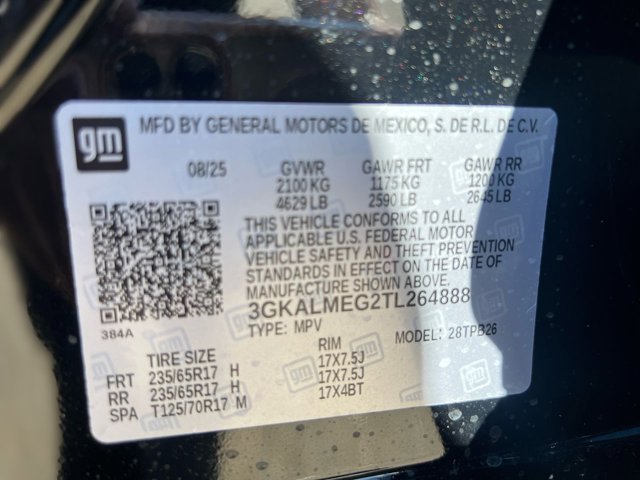 gm
MFD BY GENERAL MOTORS DE MEXICO, S. DE R.L. DE C.V.
08/25 GVWR GAWR FRT GAWR RR
2100 KG 1175 KG 1200 KG
4629 LB 2590 LB 2645 LB
THIS VEHICLE CONFORMS TO ALL
APPLICABLE U.S. FEDERAL MOTOR
VEHICLE SAFETY AND THEFT PREVENTION
STANDARDS IN EFFECT ON THE DATE OF
MANUFACTURE SHOWN ABOVE.
3GKALMEG2TL264888
384A
TYPE: MPV MODEL: 28TPB26
TIRE SIZE RIM
FRT 235/65R17 H 17X7.5J
RR 235/65R17 H 17X7.5J
SPA T125/70R17 M 17X4BT